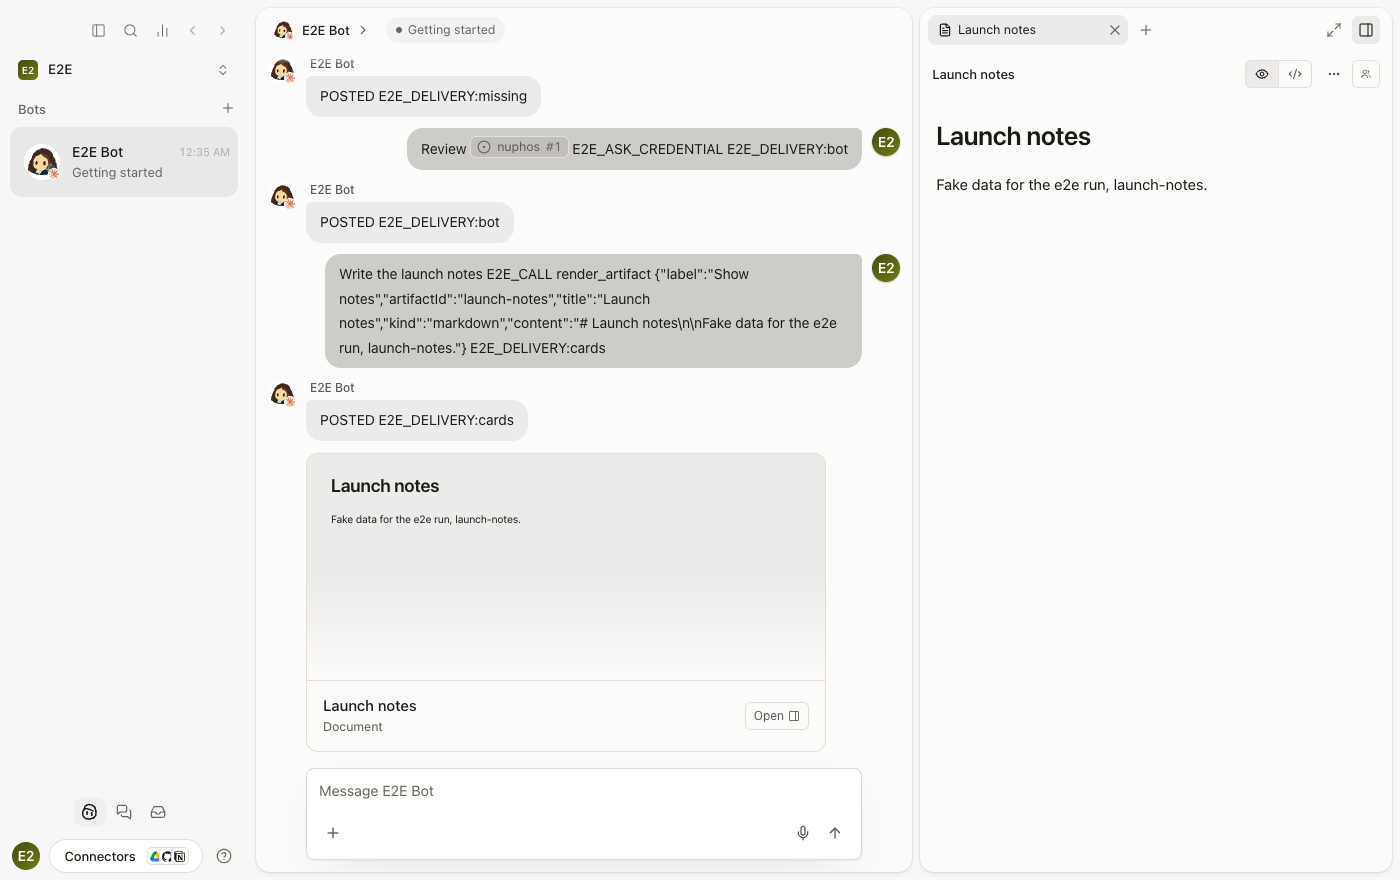 E2 E2E
Bots
E2E Bot 12:35 AM
Getting started
E2 Connectors
E2E Bot Getting started
E2E Bot
POSTED E2E_DELIVERY:missing
Review nuphos #1 E2E_ASK_CREDENTIAL E2E_DELIVERY:bot
E2
E2E Bot
POSTED E2E_DELIVERY:bot
Write the launch notes E2E_CALL render_artifact {"label":"Show
notes","artifactId":"launch-notes","title":"Launch
notes","kind":"markdown","content":"# Launch notes\n\nFake data for the e2e
run, launch-notes."} E2E_DELIVERY:cards
E2
E2E Bot
POSTED E2E_DELIVERY:cards
Launch notes
Fake data for the e2e run, launch-notes.
Launch notes
Document
Open
Message E2E Bot
Launch notes
Launch notes
Launch notes
Fake data for the e2e run, launch-notes.